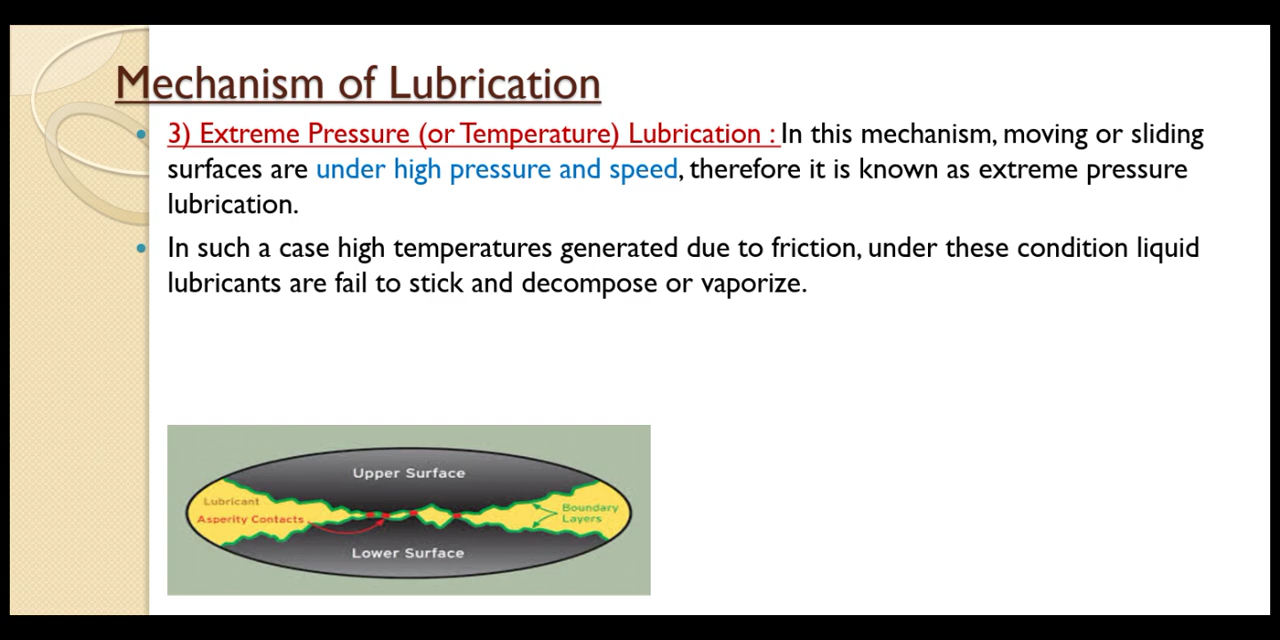 Mechanism of Lubrication
3) Extreme Pressure (or Temperature) Lubrication : In this mechanism, moving or sliding
surfaces are under high pressure and speed, therefore it is known as extreme pressure
lubrication.
In such a case high temperatures generated due to friction, under these condition liquid
lubricants are fail to stick and decompose or vaporize.
Upper Surface
Lubricant
Asperity Contacts
Boundary
Layers
Lower Surface